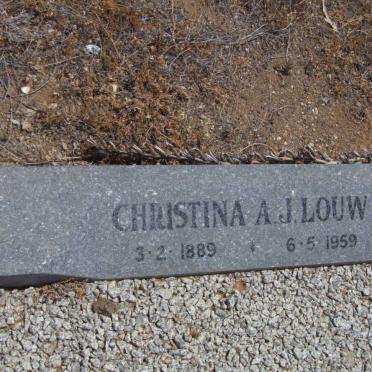 CHRISTINA A.J. LOUW
3·2·1889 + 6·5·1959